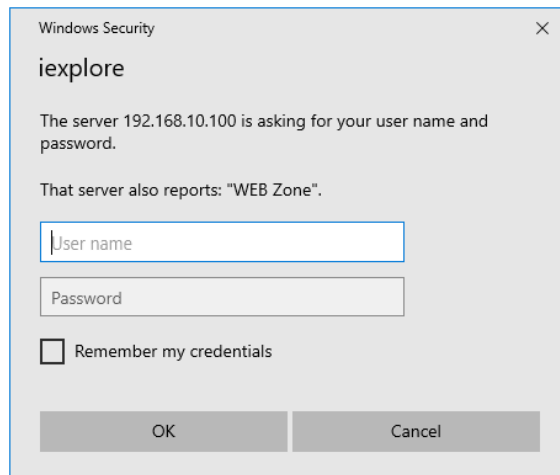 Windows Security
iexplore
The server 192.168.10.100 is asking for your user name and
password.
That server also reports: "WEB Zone".
User name
Password
Remember my credentials
OK
Cancel